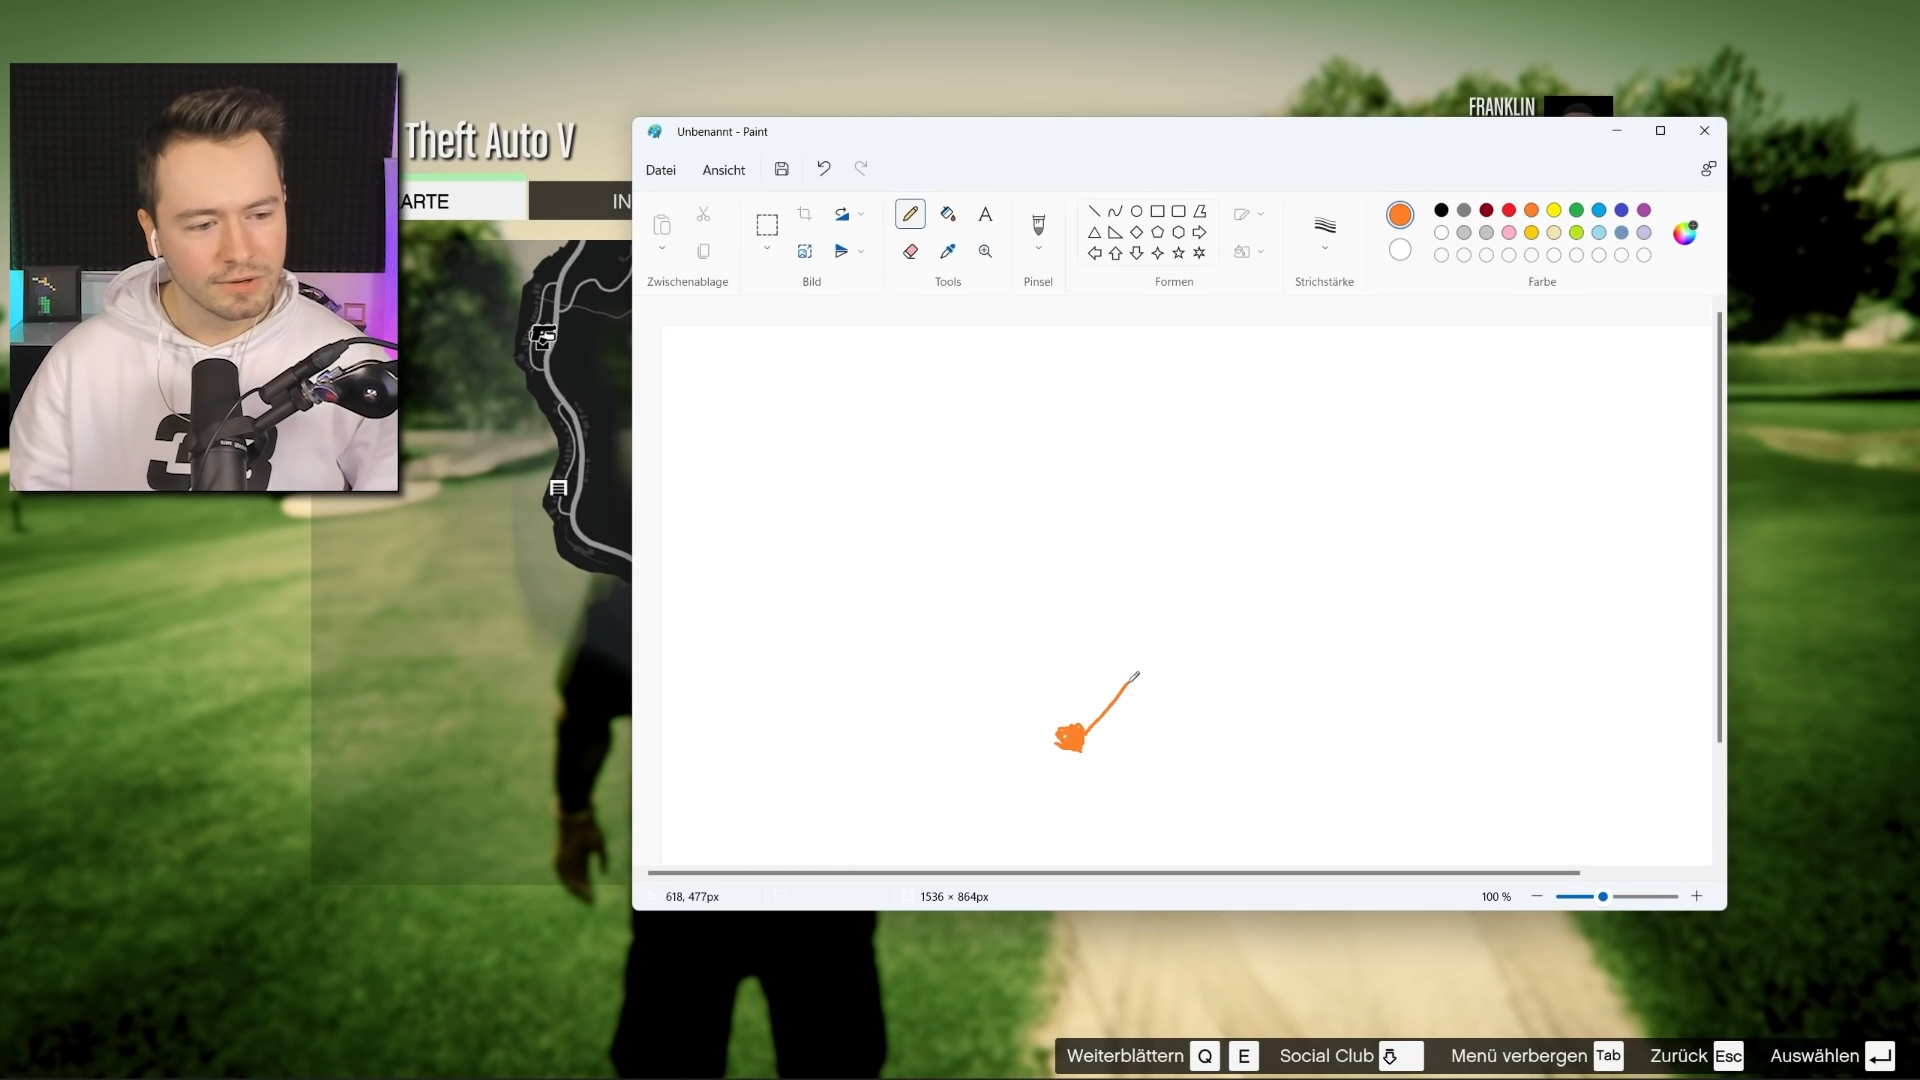 FRANKLIN
Theft Auto V
ARTE
IN
Unbenannt - Paint
Datei
Ansicht
Zwischenablage
Bild
Tools
Pinsel
Formen
Strichstärke
Farbe
618, 477px
1536 × 864px
100 %
Weiterblättern Q E Social Club Menü verbergen Tab Zurück Esc Auswählen